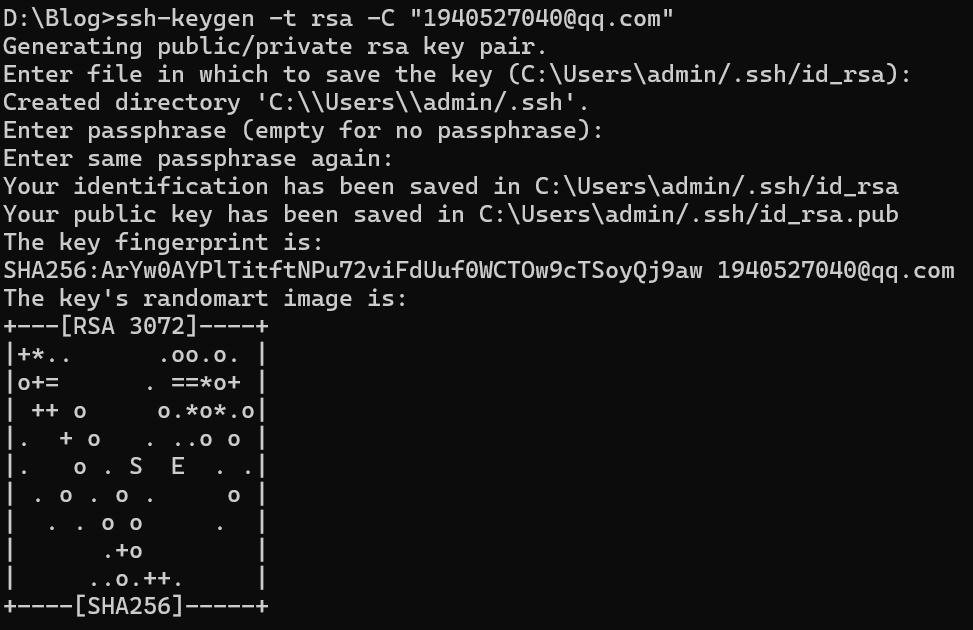 D:\Blog>ssh-keygen -t rsa -C "1940527040@qq.com"
Generating public/private rsa key pair.
Enter file in which to save the key (C:\Users\admin/.ssh/id_rsa):
Created directory 'C:\\Users\\admin/.ssh'.
Enter passphrase (empty for no passphrase):
Enter same passphrase again:
Your identification has been saved in C:\Users\admin/.ssh/id_rsa
Your public key has been saved in C:\Users\admin/.ssh/id_rsa.pub
The key fingerprint is:
SHA256:ArYw0AYPlTitftNPu72viFdUuf0WCTOw9cTSoyQj9aw 1940527040@qq.com
The key's randomart image is:
+---[RSA 3072]----+
|+*..      .oo.o. |
|o+=      . ==*o+ |
| ++ o     o.*o*.o|
|.  + o   . ..o o |
|.   o . S  E  . .|
| . o . o .     o |
|  . . o o     .  |
|      .+o        |
|     ..o.++.     |
+----[SHA256]-----+